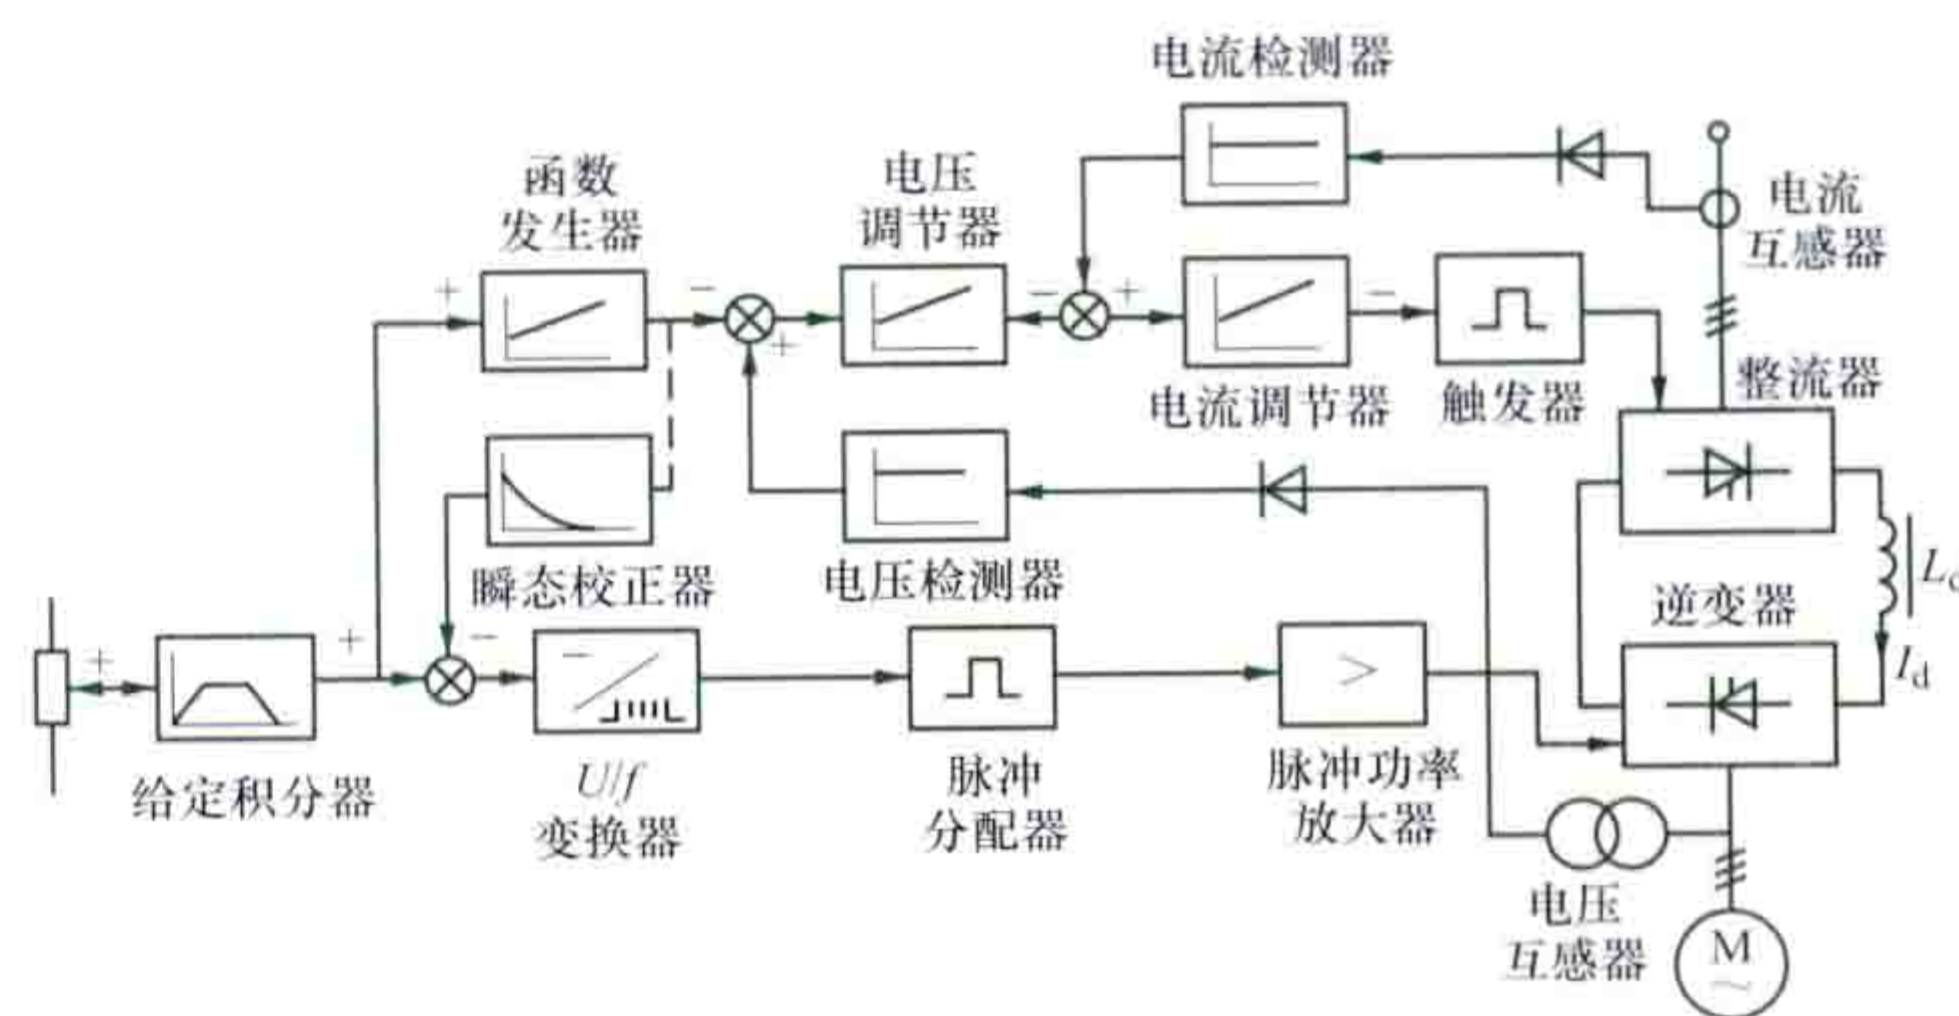 电流检测器
函数
发生器
电压
调节器
电流
互感器
+
−
−
+
−
+
电流调节器
触发器
整流器
瞬态校正器
电压检测器
逆变器
+
+
−
−
>
I_d
给定积分器
U/f
变换器
脉冲
分配器
脉冲功率
放大器
电压
互感器
M
~